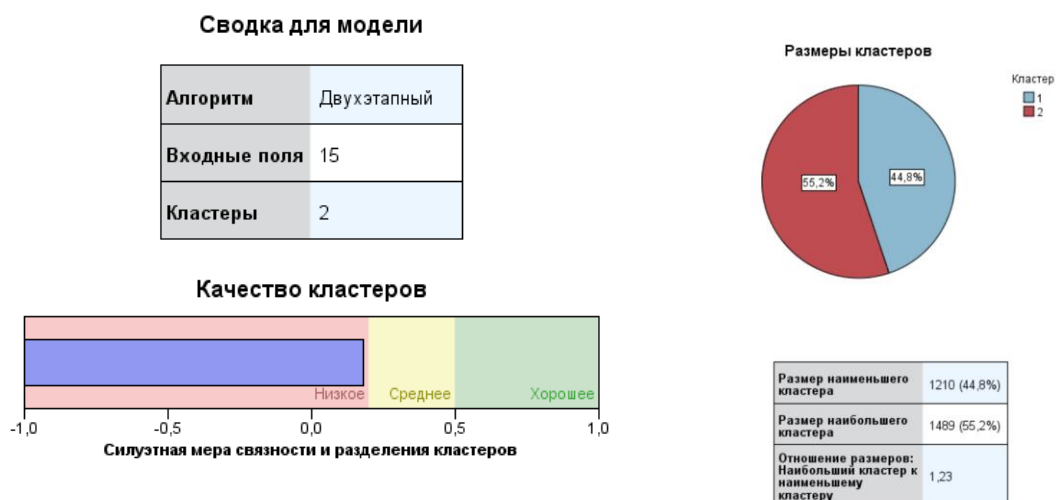 Сводка для модели
Алгоритм Двухэтапный
Входные поля 15
Кластеры 2
Качество кластеров
Низкое Среднее Хорошее
-1,0 -0,5 0,0 0,5 1,0
Силуэтная мера связности и разделения кластеров
Размеры кластеров
Кластер
1
2
55,2% 44,8%
Размер наименьшего
кластера
1210 (44,8%)
Размер наибольшего
кластера
1489 (55,2%)
Отношение размеров:
Наибольший кластер к
наименьшему
кластеру
1,23